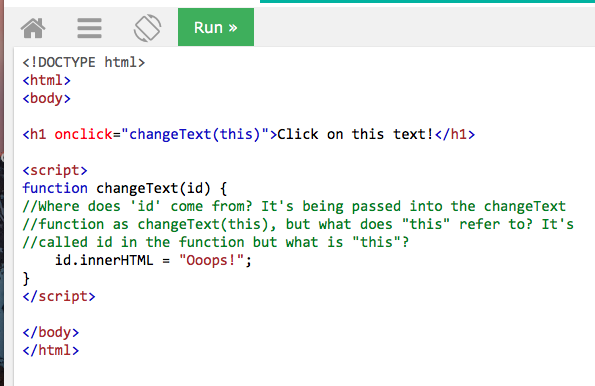 Run »
<!DOCTYPE html>
<html>
<body>
<h1 onclick="changeText(this)">Click on this text!</h1>
<script>
function changeText(id) {
//Where does 'id' come from? It's being passed into the changeText
//function as changeText(this), but what does "this" refer to? It's
//called id in the function but what is "this"?
    id.innerHTML = "Ooops!";
}
</script>
</body>
</html>